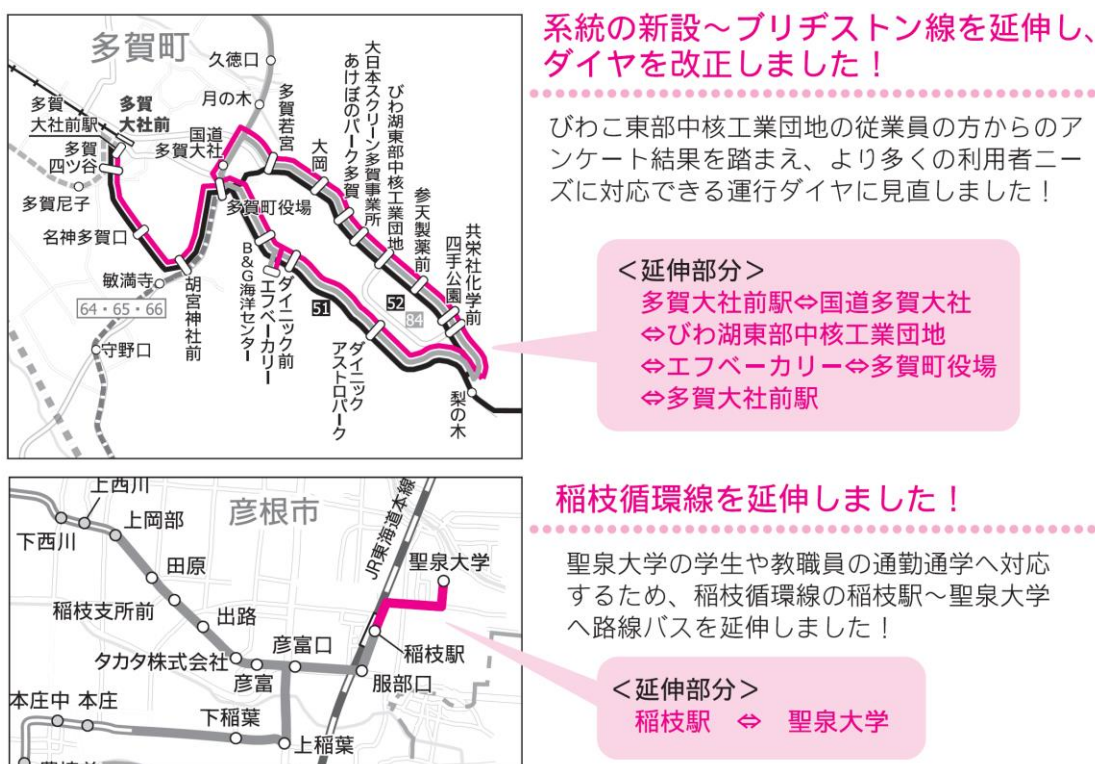 系統の新設〜ブリヂストン線を延伸し、
ダイヤを改正しました！
びわこ東部中核工業団地の従業員の方からのア
ンケート結果を踏まえ、より多くの利用者ニー
ズに対応できる運行ダイヤに見直しました！
＜延伸部分＞
多賀大社前駅⇔国道多賀大社
⇔びわ湖東部中核工業団地
⇔エフベーカリー⇔多賀町役場
⇔多賀大社前駅
多賀町
久徳口
月の木
多賀
大社前駅
多賀
大社前
多賀
四ツ谷
国道
多賀大社
多賀若宮
大岡
あけぼのパーク多賀
大日本スクリーン多賀事業所
びわ湖東部中核工業団地
参天製薬前
四手公園
共栄社化学前
多賀尼子
多賀町役場
名神多賀口
敏満寺
64・65・66
胡宮神社前
守野口
B&G海洋センター
エフベーカリー
ダイニック前
51
52
84
ダイニック
アストロパーク
梨の木
稲枝循環線を延伸しました！
聖泉大学の学生や教職員の通勤通学へ対応
するため、稲枝循環線の稲枝駅〜聖泉大学
へ路線バスを延伸しました！
＜延伸部分＞
稲枝駅 ⇔ 聖泉大学
彦根市
上西川
下西川
上岡部
田原
稲枝支所前
出路
タカタ株式会社
彦富
彦富口
JR東海道本線
聖泉大学
稲枝駅
服部口
本庄中
本庄
下稲葉
上稲葉